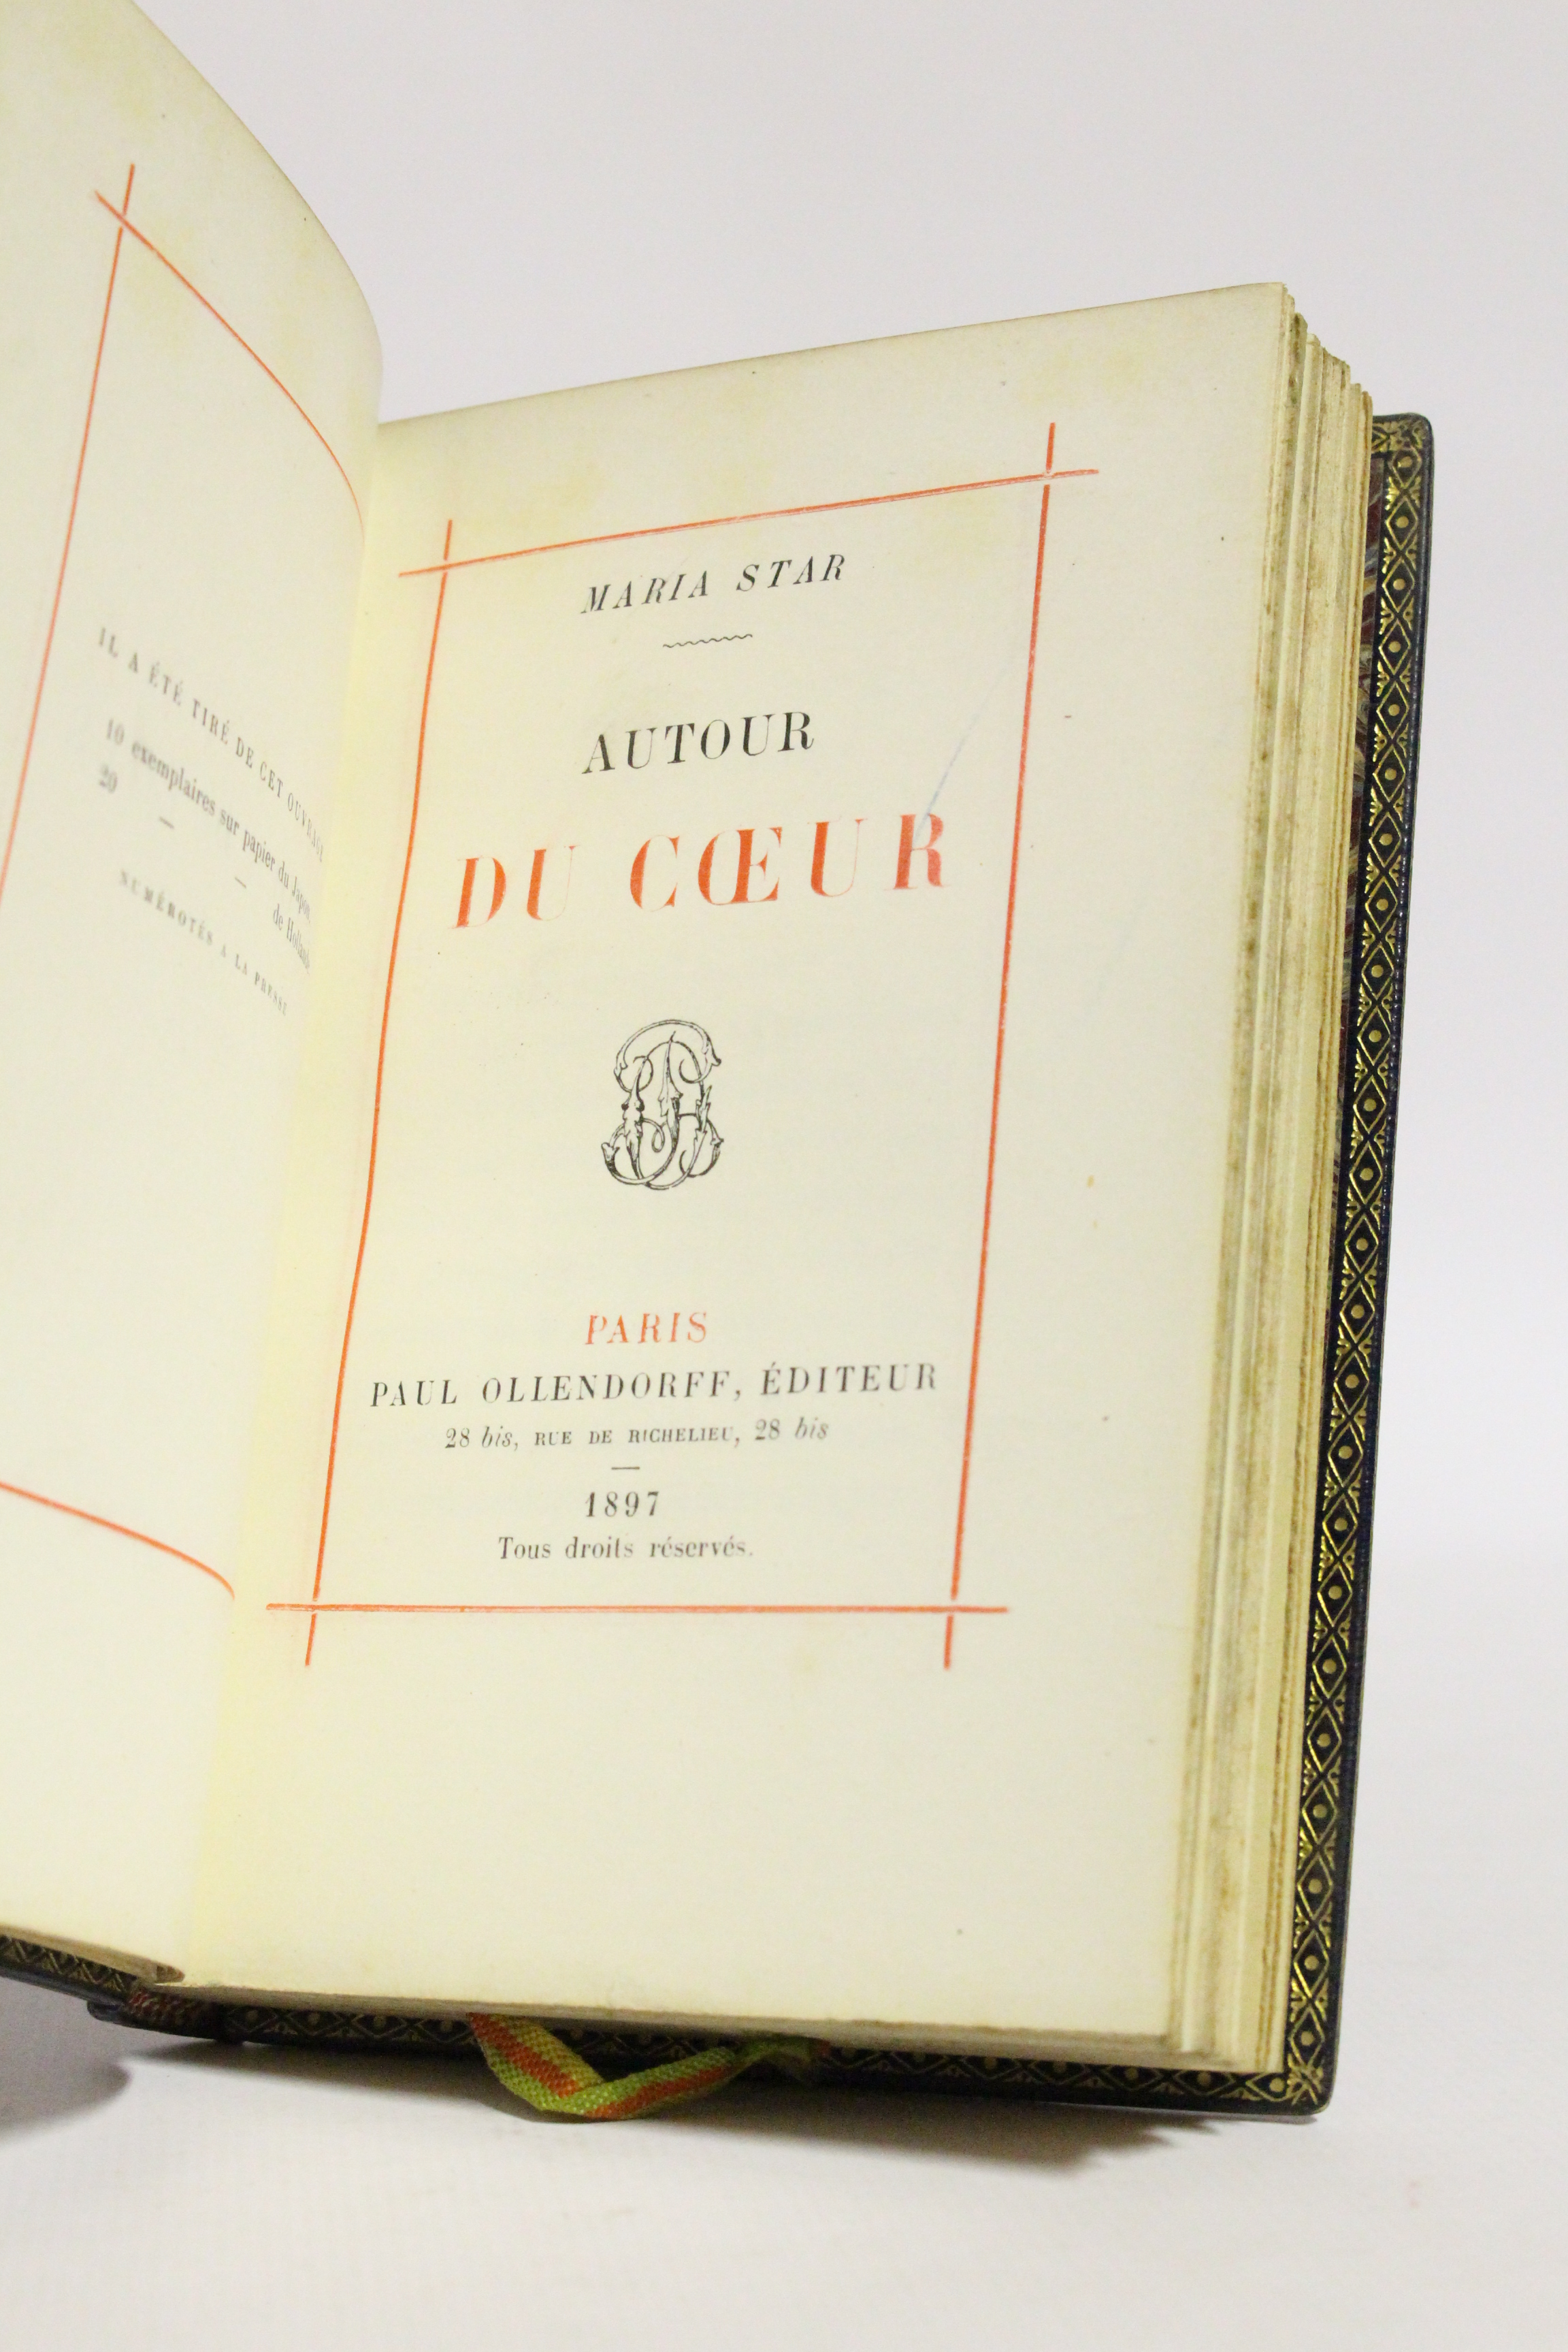 IL A ÉTÉ TIRÉ DE CET OUVRAGE
10 exemplaires sur papier du Japon
20 — — de Hollande
NUMÉROTÉS A LA PRESSE
MARIA STAR
AUTOUR
DU CŒUR
PARIS
PAUL OLLENDORFF, ÉDITEUR
28 bis, RUE DE RICHELIEU, 28 bis
1897
Tous droits réservés.